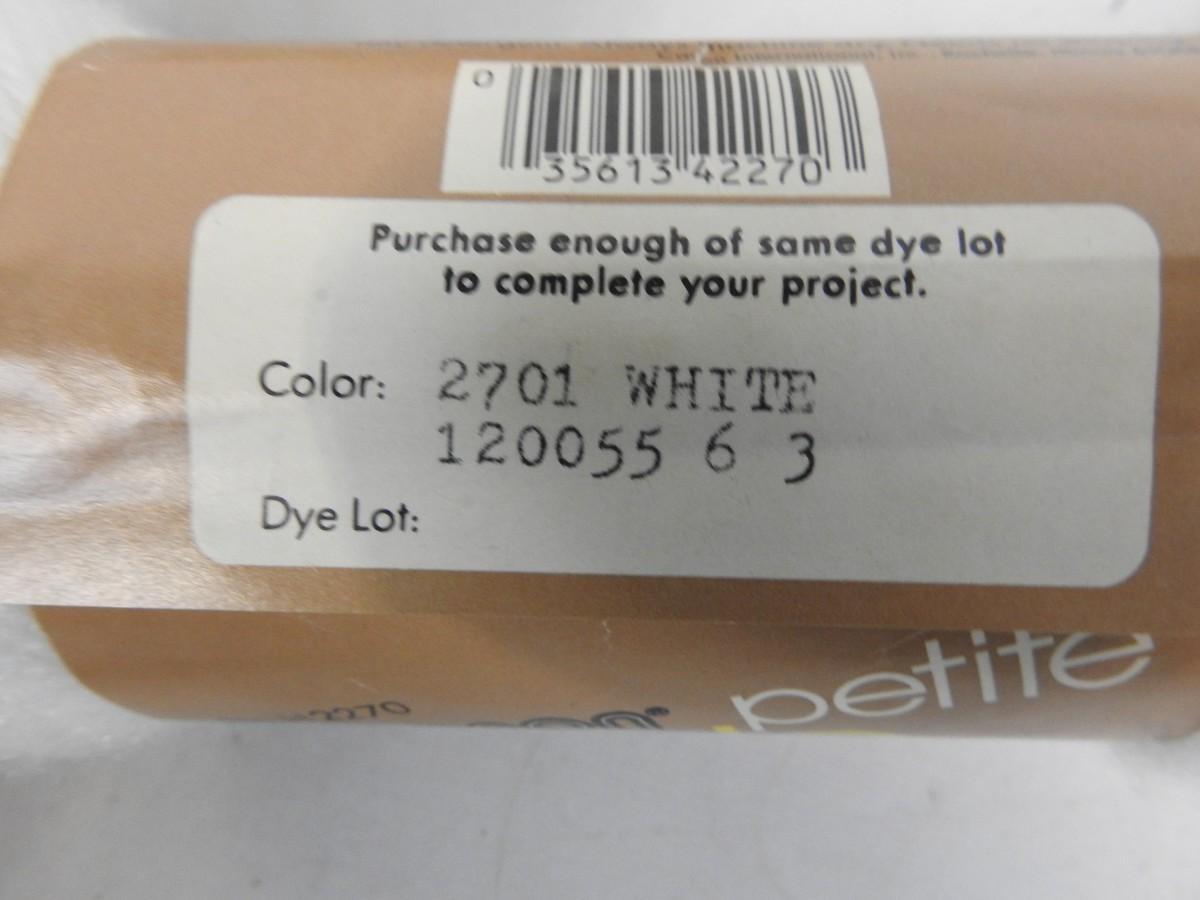 0
35613 42270
Purchase enough of same dye lot
to complete your project.
Color: 2701 WHITE
120055 6 3
Dye Lot:
petite
2270